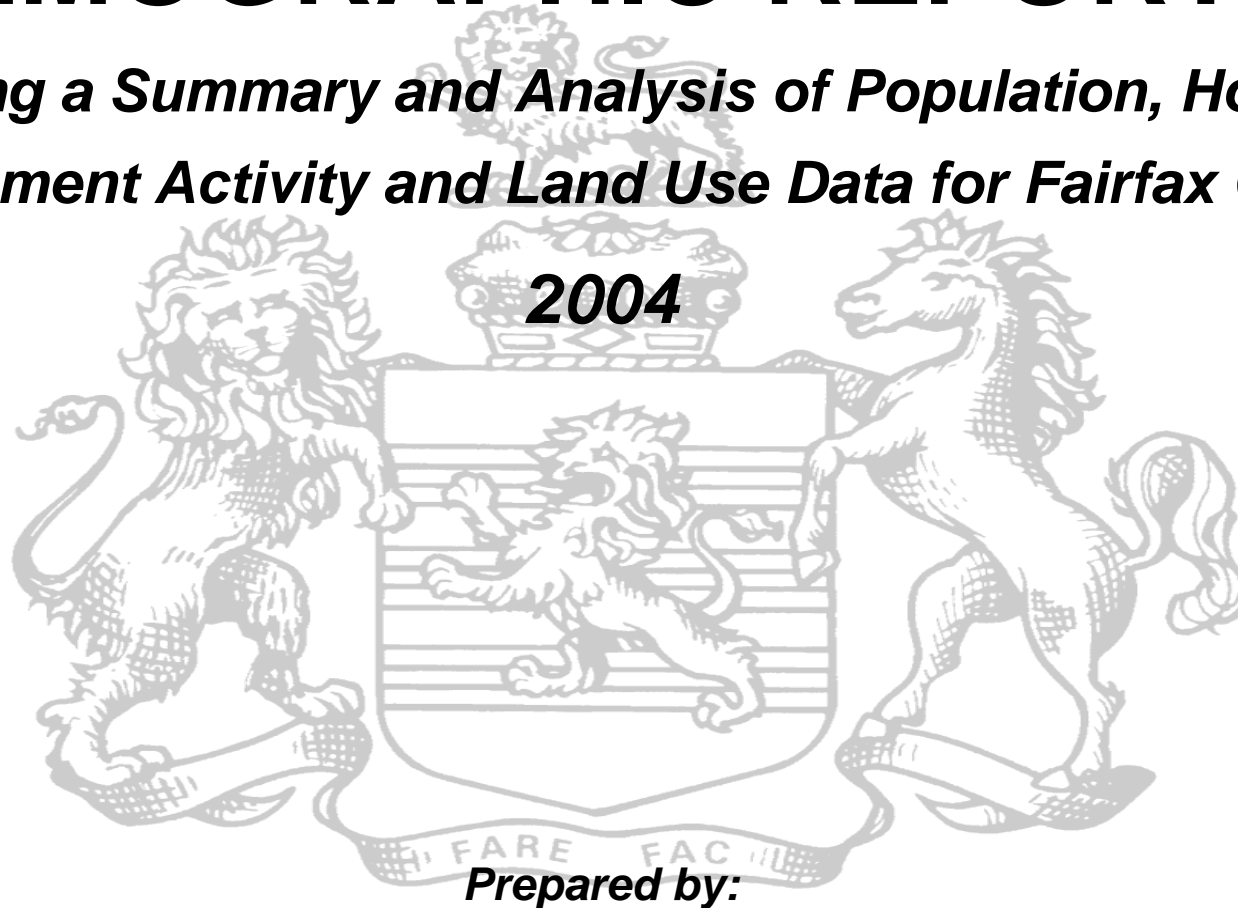 ng a Summary and Analysis of Population, Ho
ment Activity and Land Use Data for Fairfax
2004
FARE FAC
Prepared by: